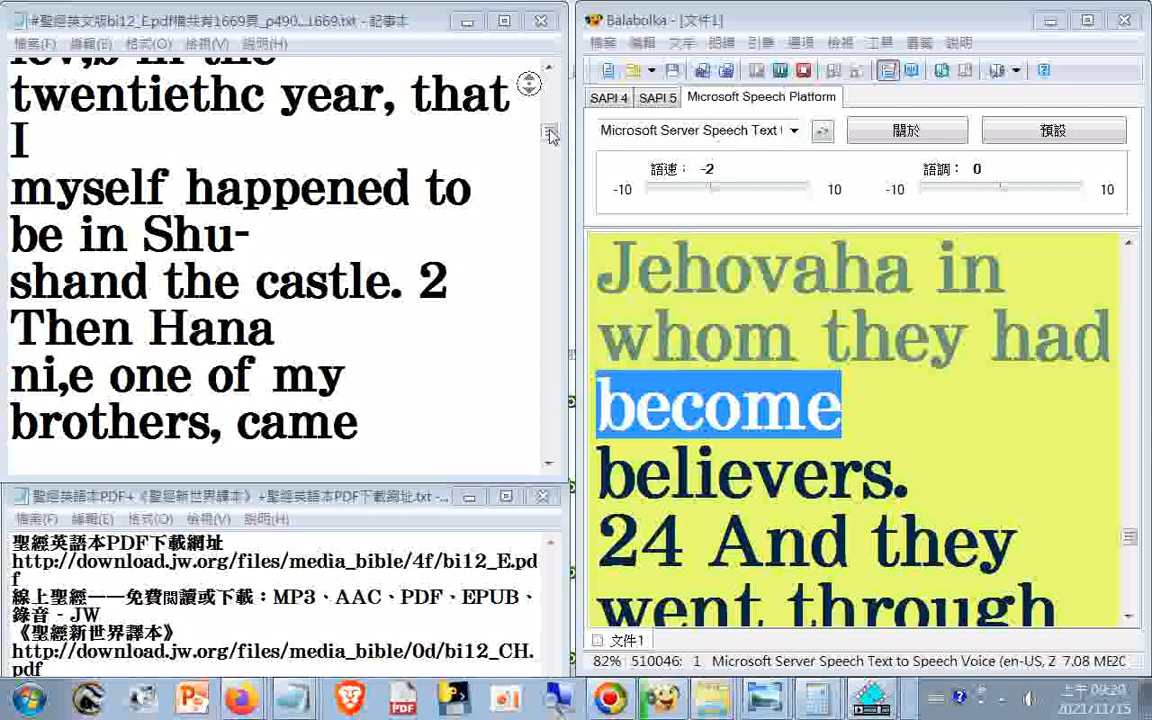 #聖經英文版bi12_E.pdf檔共有1669頁_p490...1669.txt - 記事本
檔案(F) 編輯(E) 格式(O) 檢視(V) 說明(H)
lev,b in the
twentiethc year, that
I
myself happened to
be in Shu-
shand the castle. 2
Then Hana
ni,e one of my
brothers, came
聖經英語本PDF+《聖經新世界譯本》+聖經英語本PDF下載網址.txt - ...
檔案(F) 編輯(E) 格式(O) 檢視(V) 說明(H)
聖經英語本PDF下載網址
http://download.jw.org/files/media_bible/4f/bi12_E.pd
f
線上聖經——免費閱讀或下載：MP3、AAC、PDF、EPUB、
錄音 - JW
《聖經新世界譯本》
http://download.jw.org/files/media_bible/0d/bi12_CH.
pdf
Balabolka - [文件1]
檔案 編輯 文字 朗讀 引擎 選項 檢視 工具 書籤 說明
SAPI 4 SAPI 5 Microsoft Speech Platform
Microsoft Server Speech Text 關於 預設
語速： -2 語調： 0
-10 10 -10 10
Jehovaha in
whom they had
become
believers.
24 And they
went through
文件1
82% 510046: 1 Microsoft Server Speech Text to Speech Voice (en-US, Z 7.08 ME
上午 09:20
2021/11/15